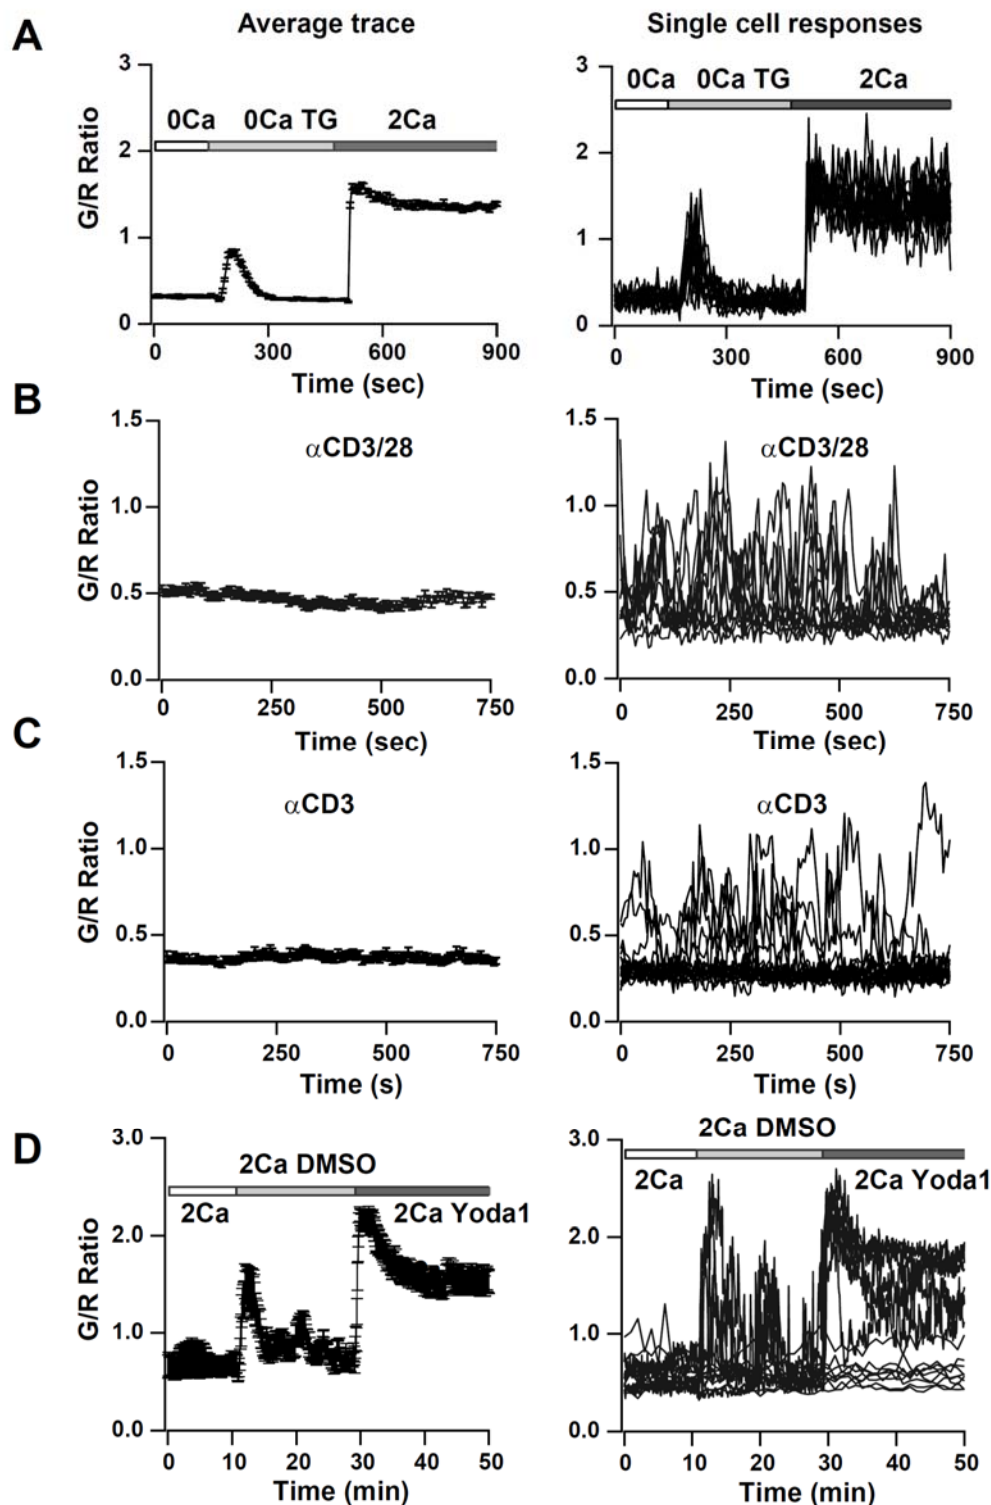 A
Average trace
Single cell responses
G/R Ratio
3
2
1
0
0Ca
0Ca TG
2Ca
0
300
600
900
Time (sec)
3
2
1
0
0Ca
0Ca TG
2Ca
0
300
600
900
Time (sec)
B
G/R Ratio
1.5
1.0
0.5
0.0
αCD3/28
0
250
500
750
Time (sec)
1.5
1.0
0.5
0.0
αCD3/28
0
250
500
750
Time (sec)
C
G/R Ratio
1.5
1.0
0.5
0.0
αCD3
0
250
500
750
Time (s)
1.5
1.0
0.5
0.0
αCD3
0
250
500
750
Time (s)
D
G/R Ratio
3.0
2.0
1.0
0.0
2Ca DMSO
2Ca
2Ca Yoda1
0
10
20
30
40
50
Time (min)
3.0
2.0
1.0
0.0
2Ca DMSO
2Ca
2Ca Yoda1
0
10
20
30
40
50
Time (min)